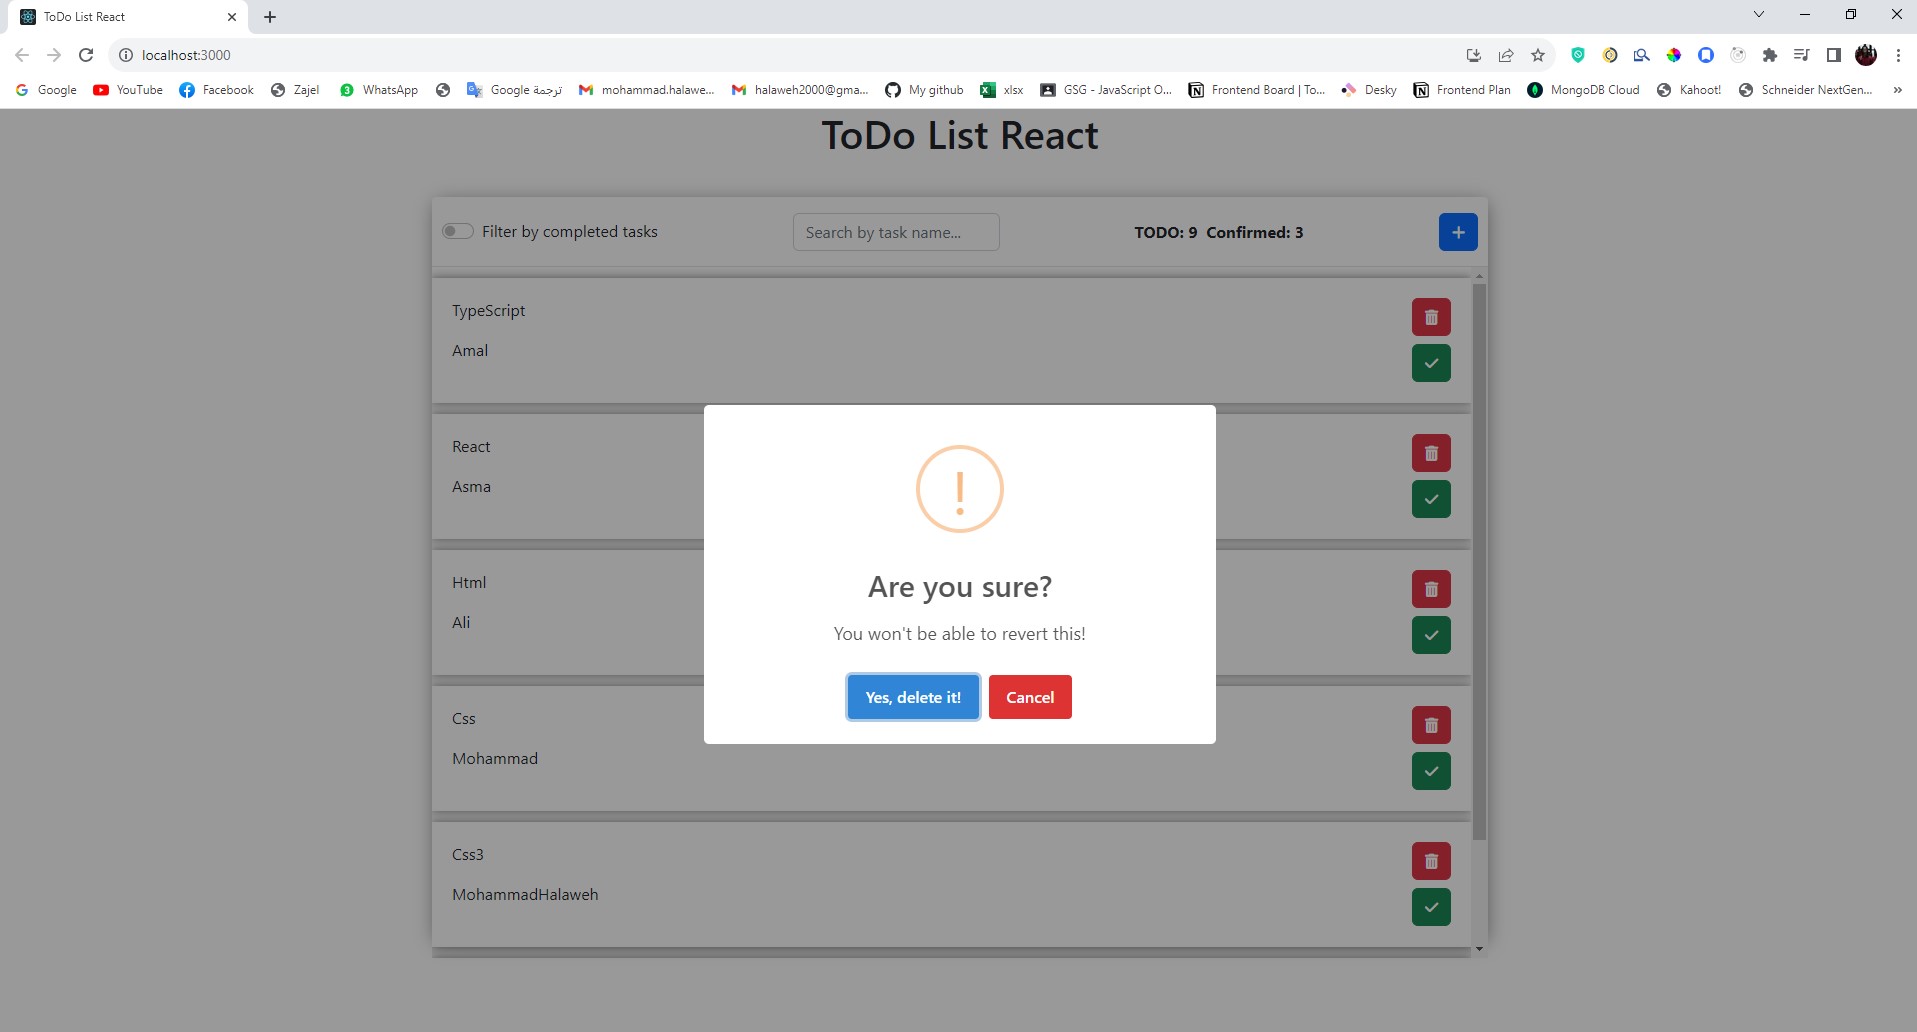 ToDo List React
localhost:3000
Google YouTube Facebook Zajel WhatsApp Google ترجمة mohammad.halawe... halaweh2000@gma... My github xlsx GSG - JavaScript O... Frontend Board | To... Desky Frontend Plan MongoDB Cloud Kahoot! Schneider NextGen... »
ToDo List React
Filter by completed tasks Search by task name... TODO: 9 Confirmed: 3 +
TypeScript
Amal
React
Asma
Html
Ali
Css
Mohammad
Css3
MohammadHalaweh
!
Are you sure?
You won't be able to revert this!
Yes, delete it! Cancel